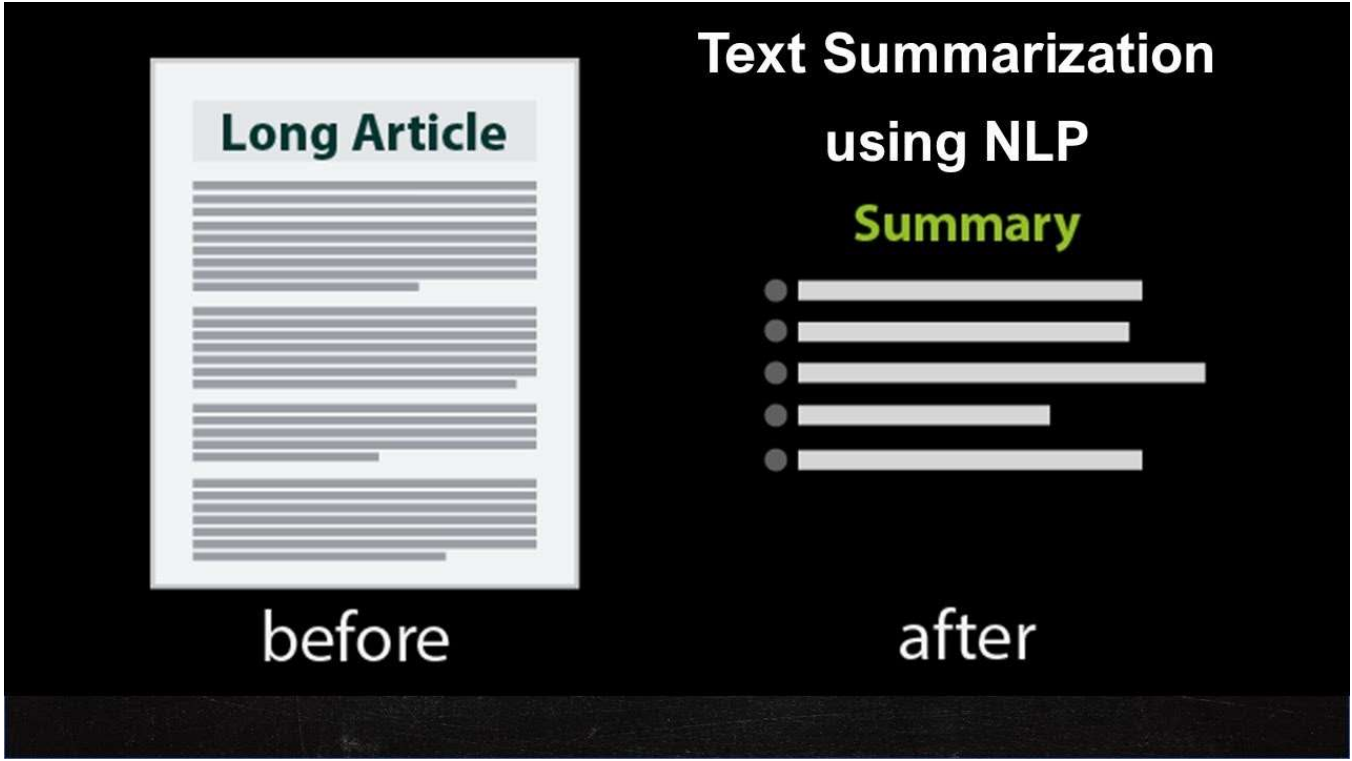 Text Summarization
using NLP
Long Article
Summary
before
after